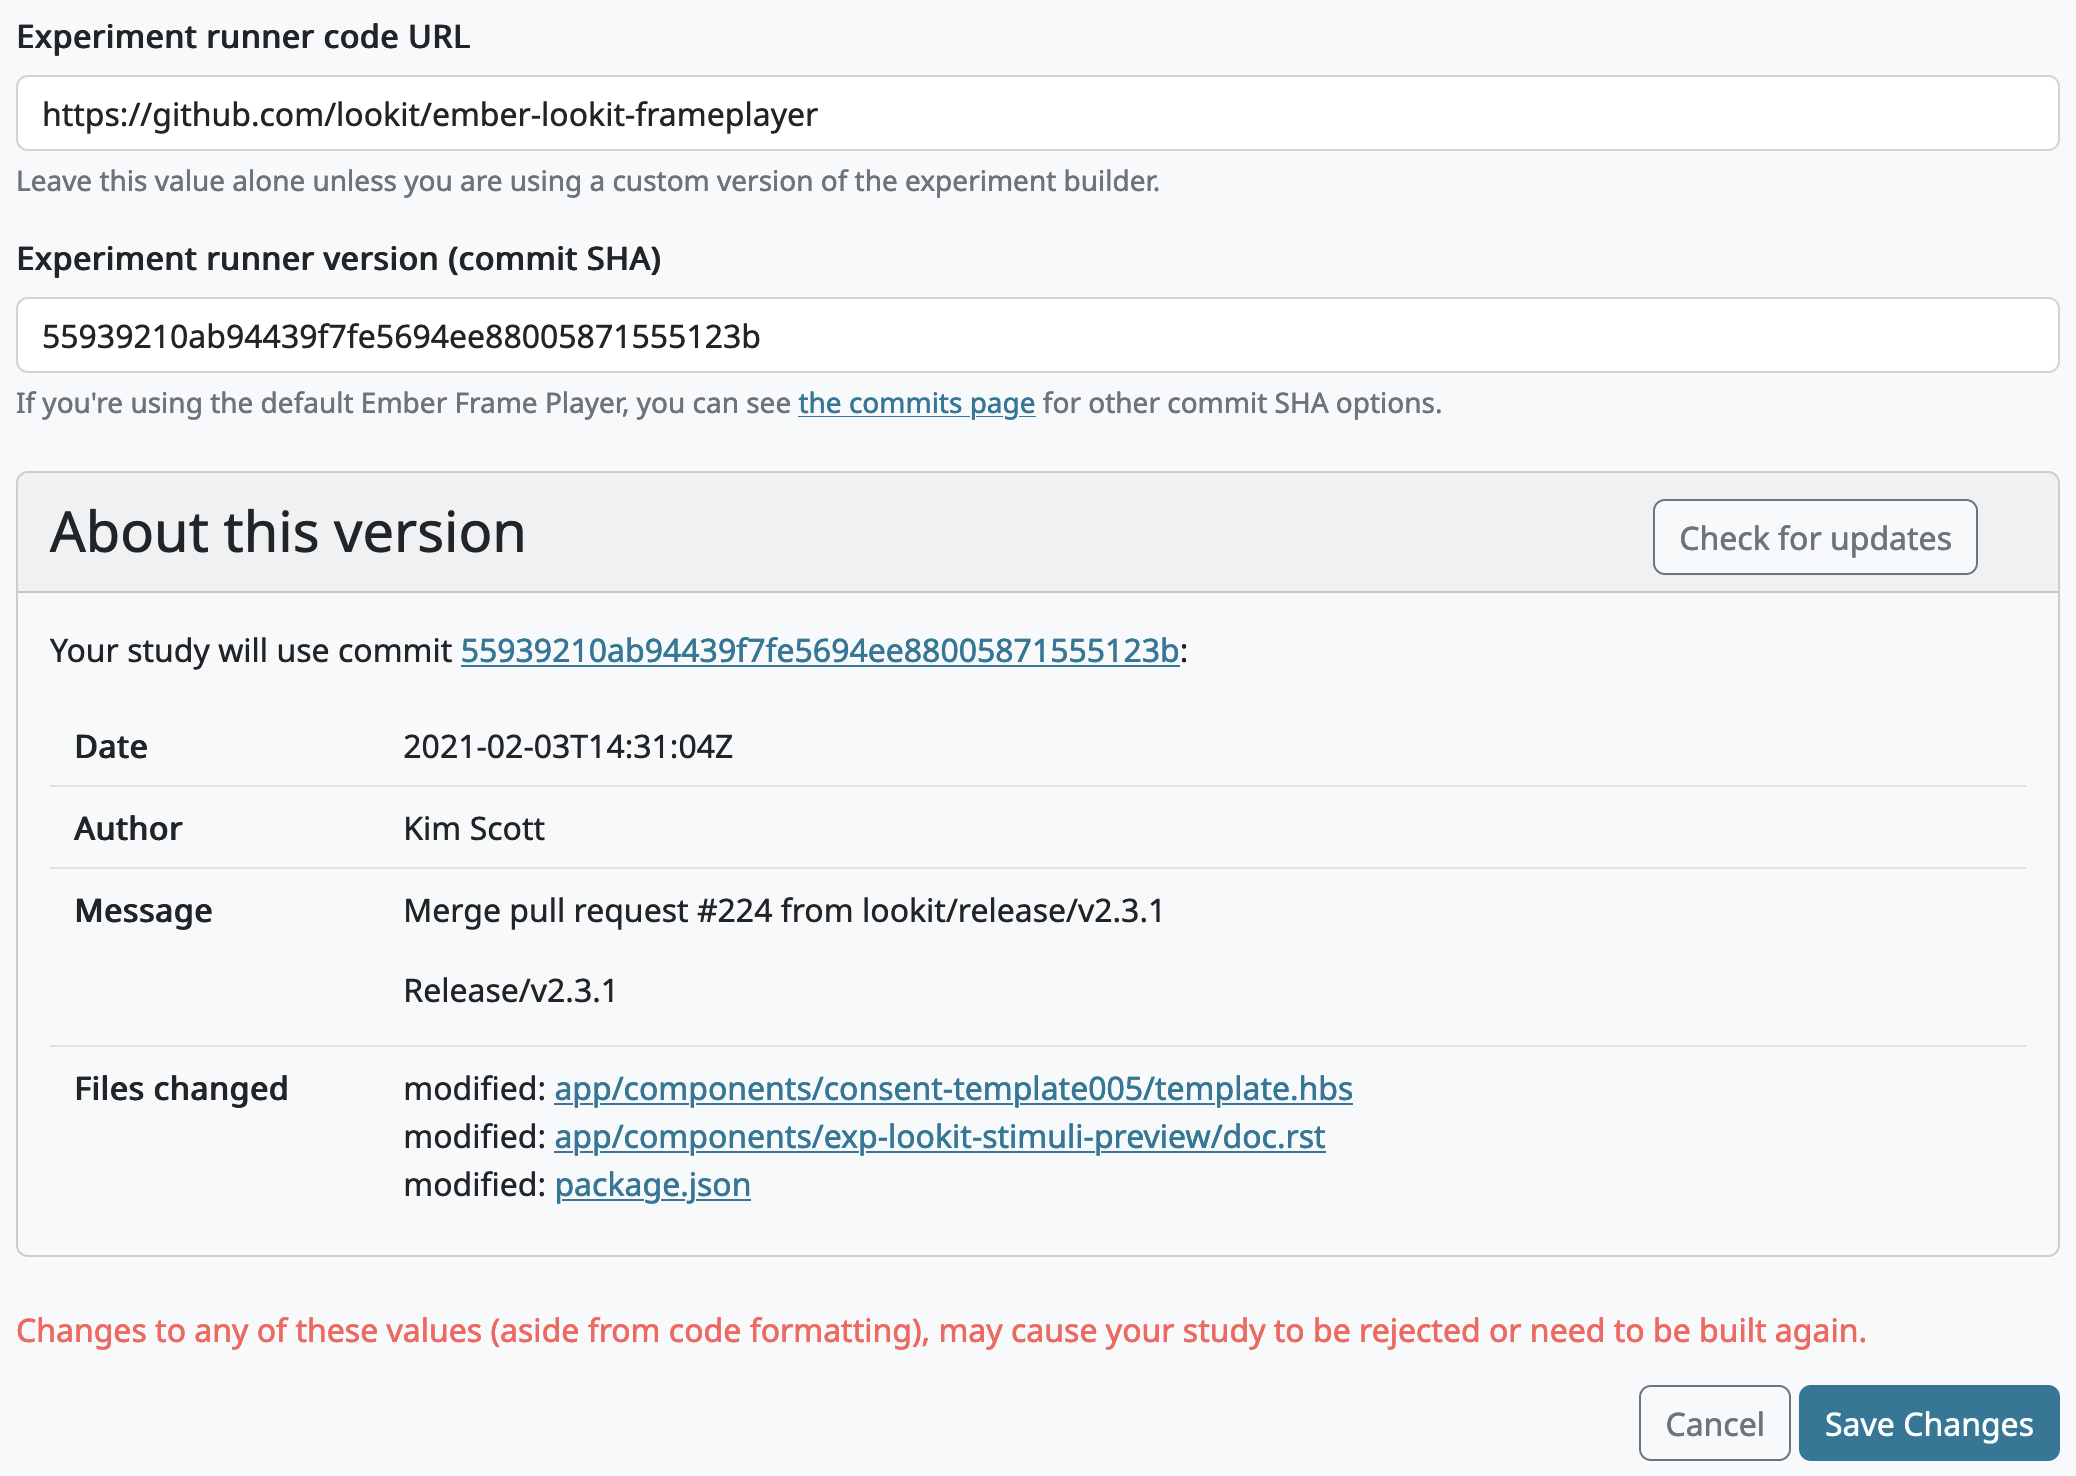 Experiment runner code URL
https://github.com/lookit/ember-lookit-frameplayer
Leave this value alone unless you are using a custom version of the experiment builder.
Experiment runner version (commit SHA)
55939210ab94439f7fe5694ee88005871555123b
If you're using the default Ember Frame Player, you can see the commits page for other commit SHA options.
About this version
Check for updates
Your study will use commit 55939210ab94439f7fe5694ee88005871555123b:
Date 2021-02-03T14:31:04Z
Author Kim Scott
Message Merge pull request #224 from lookit/release/v2.3.1
Release/v2.3.1
Files changed modified: app/components/consent-template005/template.hbs
modified: app/components/exp-lookit-stimuli-preview/doc.rst
modified: package.json
Changes to any of these values (aside from code formatting), may cause your study to be rejected or need to be built again.
Cancel Save Changes